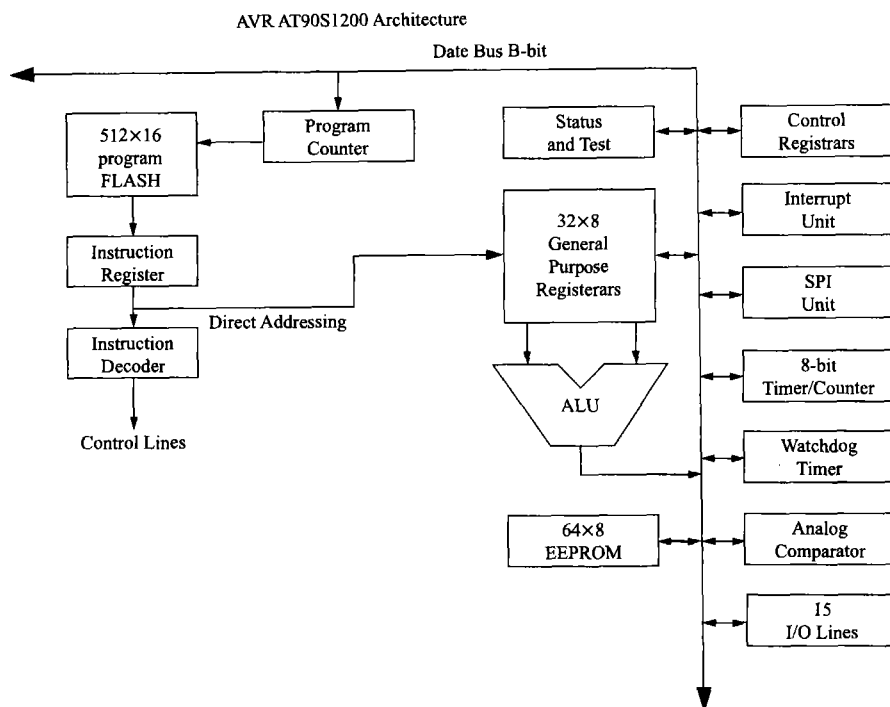 AVR AT90S1200 Architecture
Date Bus B-bit
512×16
program
FLASH
Program
Counter
Status
and Test
Control
Registrars
Instruction
Register
32×8
General
Purpose
Registerars
Interrupt
Unit
SPI
Unit
Direct Addressing
Instruction
Decoder
ALU
8-bit
Timer/Counter
Control Lines
Watchdog
Timer
64×8
EEPROM
Analog
Comparator
15
I/O Lines